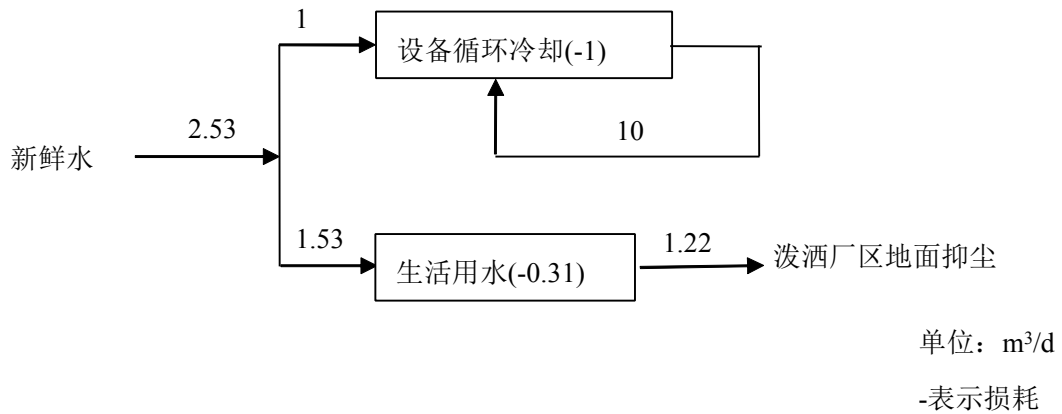 1
设备循环冷却(-1)
2.53
10
新鲜水
1.53
1.22
生活用水(-0.31)
泼洒厂区地面抑尘
单位：m³/d
-表示损耗